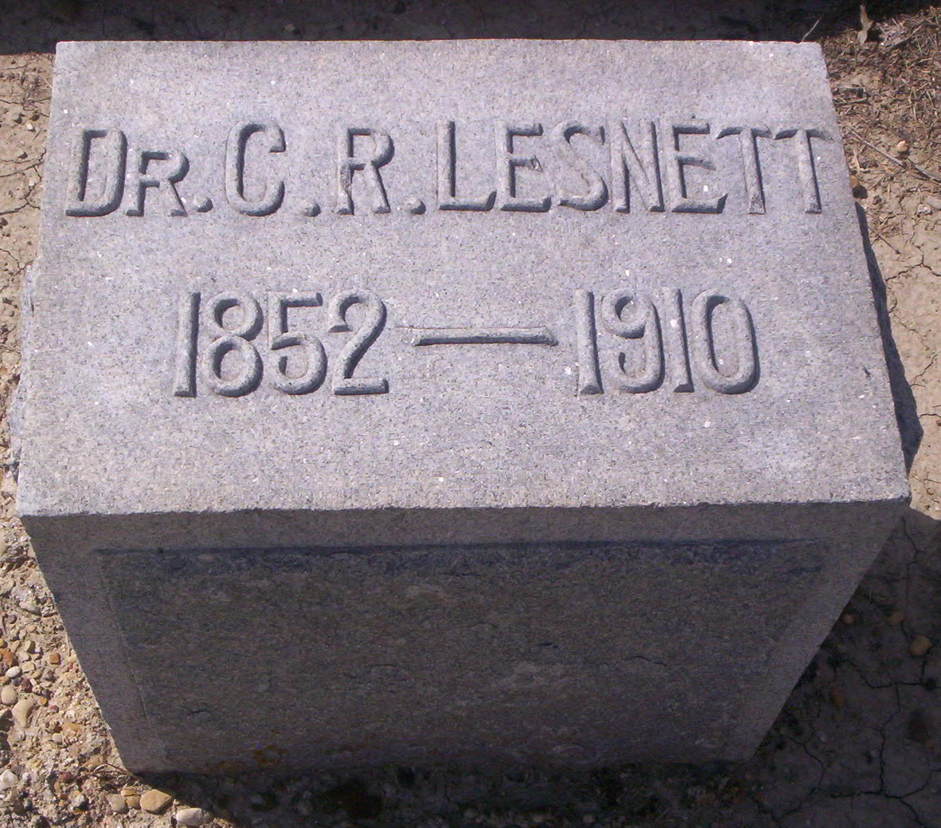 DR. C. R. LESNETT
1852 — 1910